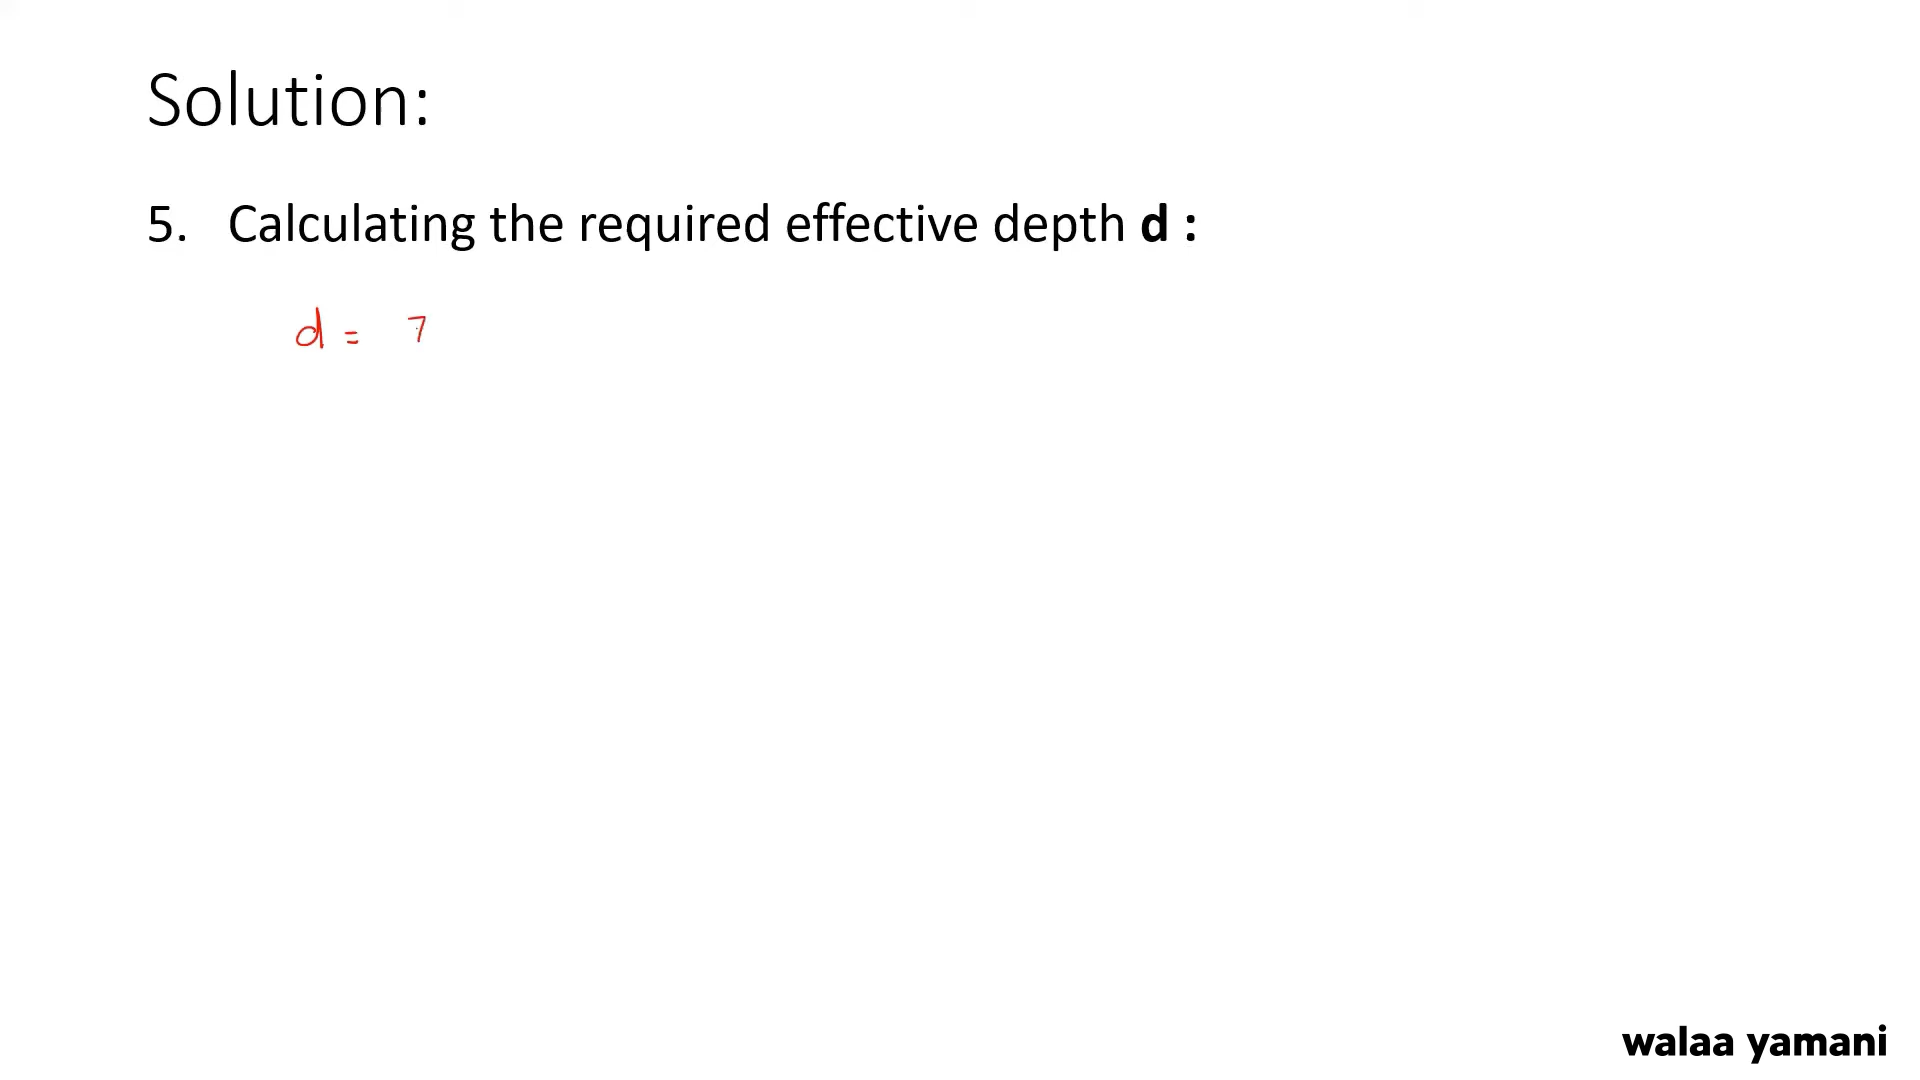 Solution:
5. Calculating the required effective depth d :
d = 7
walaa yamani